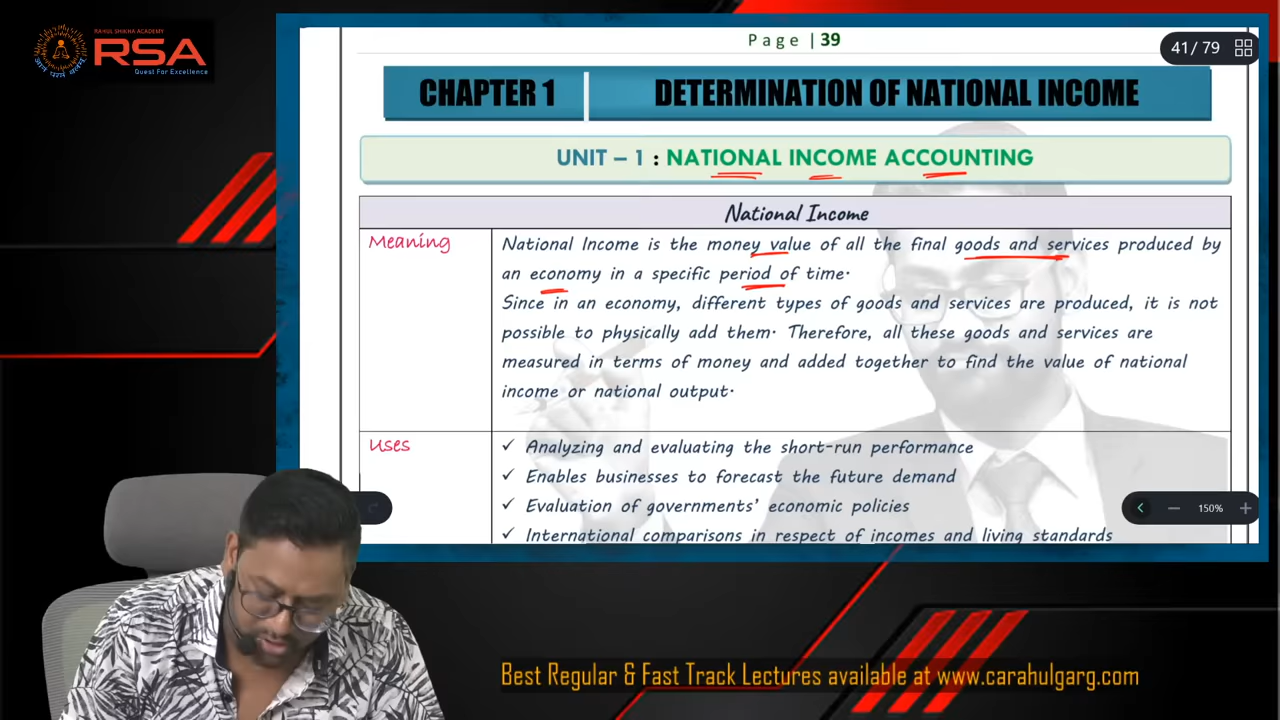 RAHUL SHIKHA ACADEMY
RSA
Quest For Excellence
Page | 39
41 / 79
CHAPTER 1 DETERMINATION OF NATIONAL INCOME
UNIT – 1 : NATIONAL INCOME ACCOUNTING
National Income
Meaning
National Income is the money value of all the final goods and services produced by
an economy in a specific period of time.
Since in an economy, different types of goods and services are produced, it is not
possible to physically add them. Therefore, all these goods and services are
measured in terms of money and added together to find the value of national
income or national output.
Uses
✓ Analyzing and evaluating the short-run performance
✓ Enables businesses to forecast the future demand
✓ Evaluation of governments' economic policies
✓ International comparisons in respect of incomes and living standards
150%
Best Regular & Fast Track Lectures available at www.carahulgarg.com